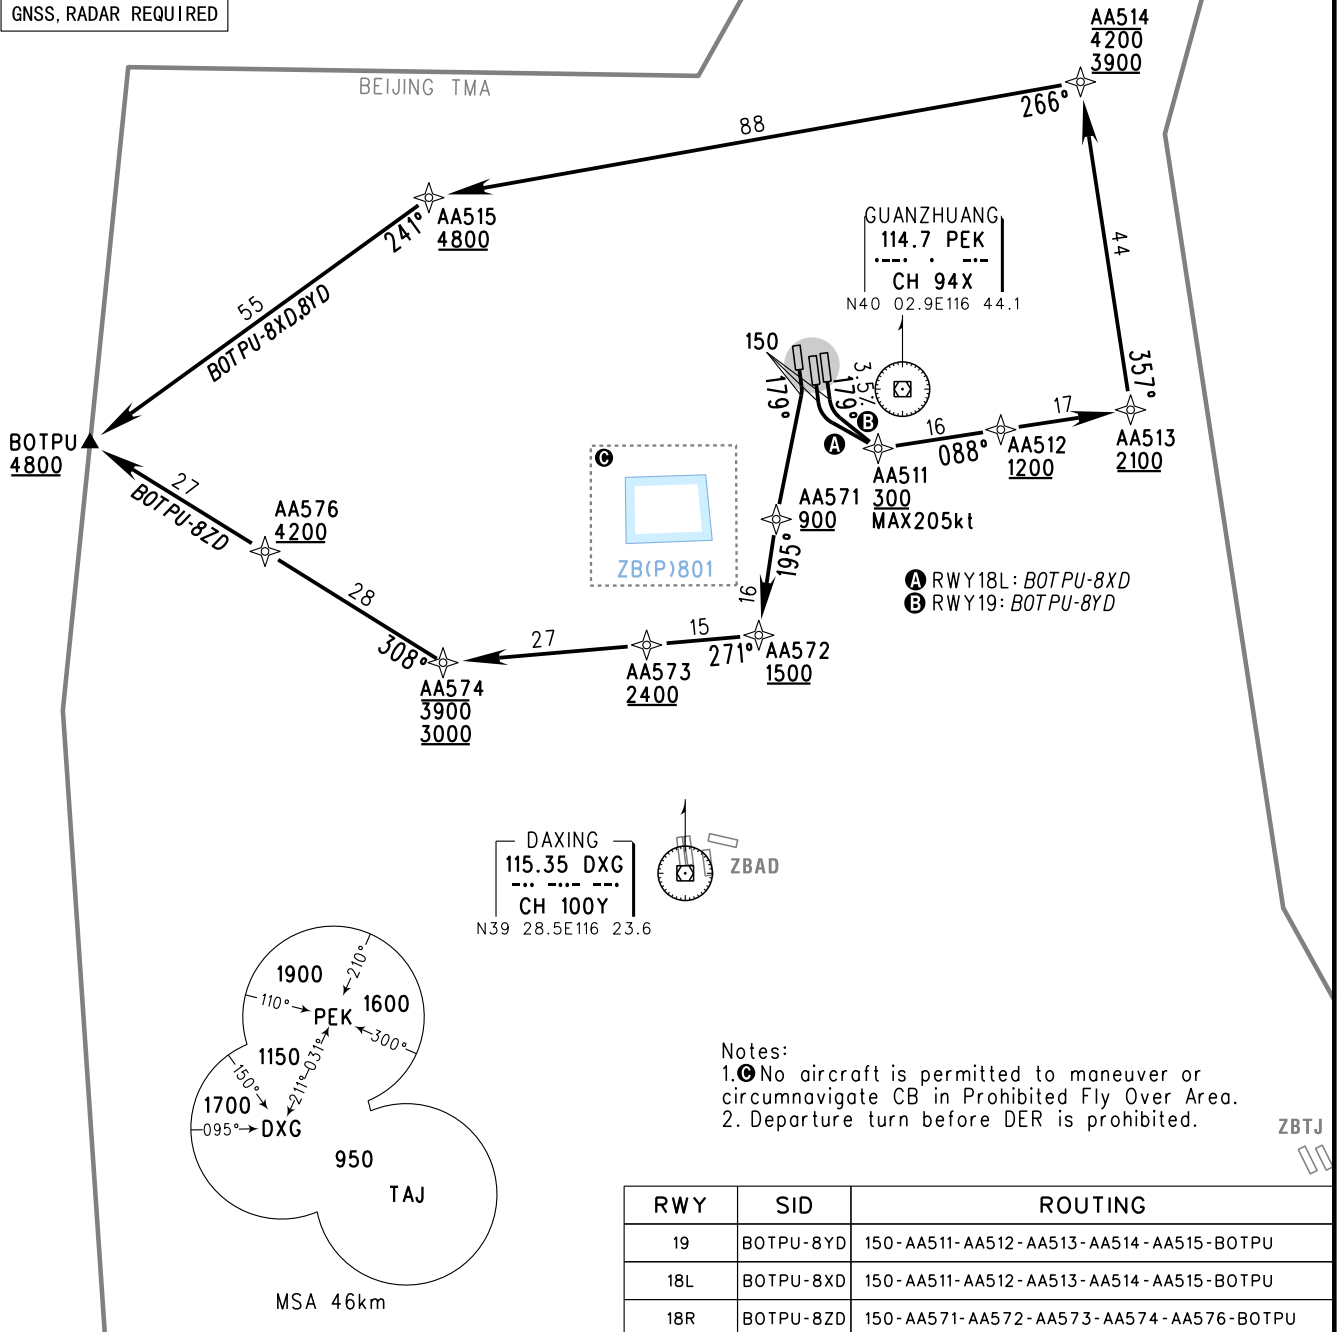 GNSS, RADAR REQUIRED
BEIJING TMA
AA514
4200
3900
266°
88
AA515
4800
241°
55
BOTPU-8XD,8YD
44
GUANZHUANG
114.7 PEK
CH 94X
N40 02.9E116 44.1
150
179°
179°
3.5%
357°
17
16
088°
AA513
2100
AA512
1200
AA511
300
MAX205kt
A
B
BOTPU
4800
27
BOTPU-8ZD
AA576
4200
28
308°
C
ZB(P)801
AA571
900
195°
16
A RWY18L: BOTPU-8XD
B RWY19: BOTPU-8YD
27
15
271°
AA572
1500
AA573
2400
AA574
3900
3000
DAXING
115.35 DXG
CH 100Y
N39 28.5E116 23.6
ZBAD
1900
210°
110°
1600
PEK
300°
1150
031°
150°
211°
1700
095°
DXG
950
TAJ
MSA 46km
Notes:
1.C No aircraft is permitted to maneuver or
circumnavigate CB in Prohibited Fly Over Area.
2. Departure turn before DER is prohibited.
ZBTJ
RWY SID ROUTING
19 BOTPU-8YD 150-AA511-AA512-AA513-AA514-AA515-BOTPU
18L BOTPU-8XD 150-AA511-AA512-AA513-AA514-AA515-BOTPU
18R BOTPU-8ZD 150-AA571-AA572-AA573-AA574-AA576-BOTPU